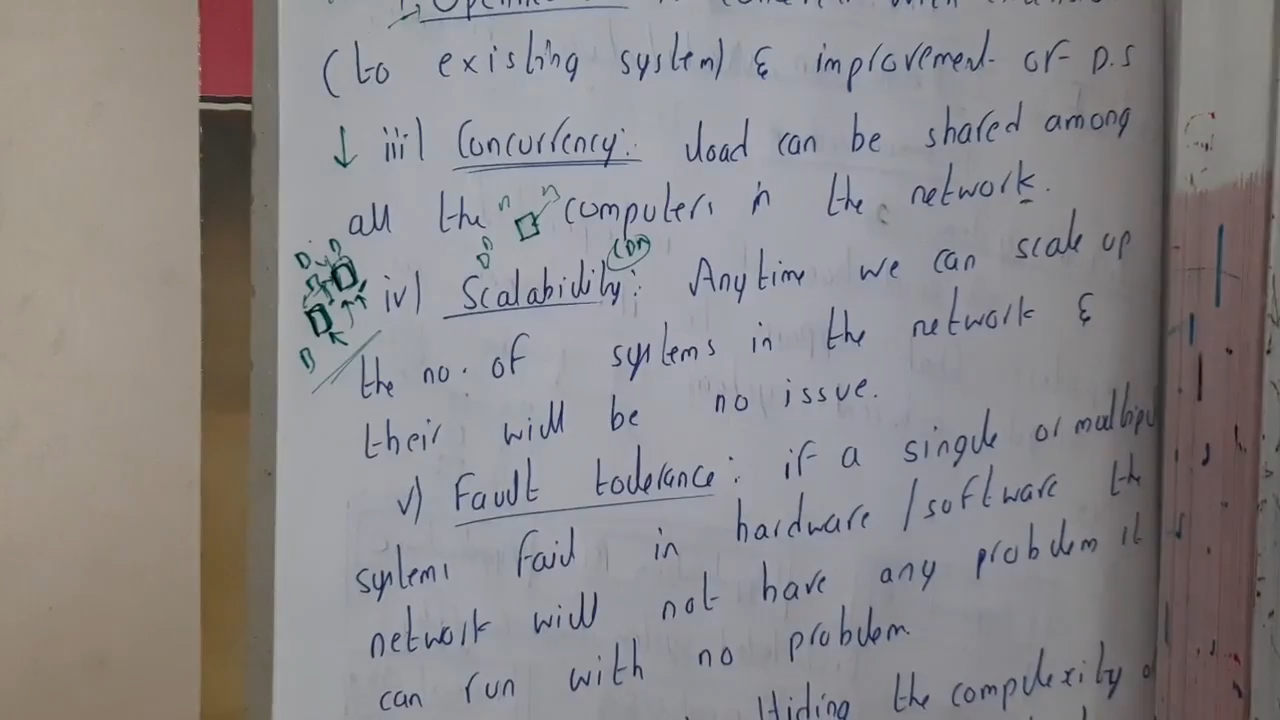 (to existing system) & improvement of D.S
↓ iii) Concurrency: load can be shared among
all the computers in the network.
iv) Scalability: Anytime we can scale up
the no. of systems in the network &
their will be no issue.
v) Fault tolerance: if a single or
systems fail in hardware / software the
network will not have any problem it
can run with no problem.
Hiding the complexity